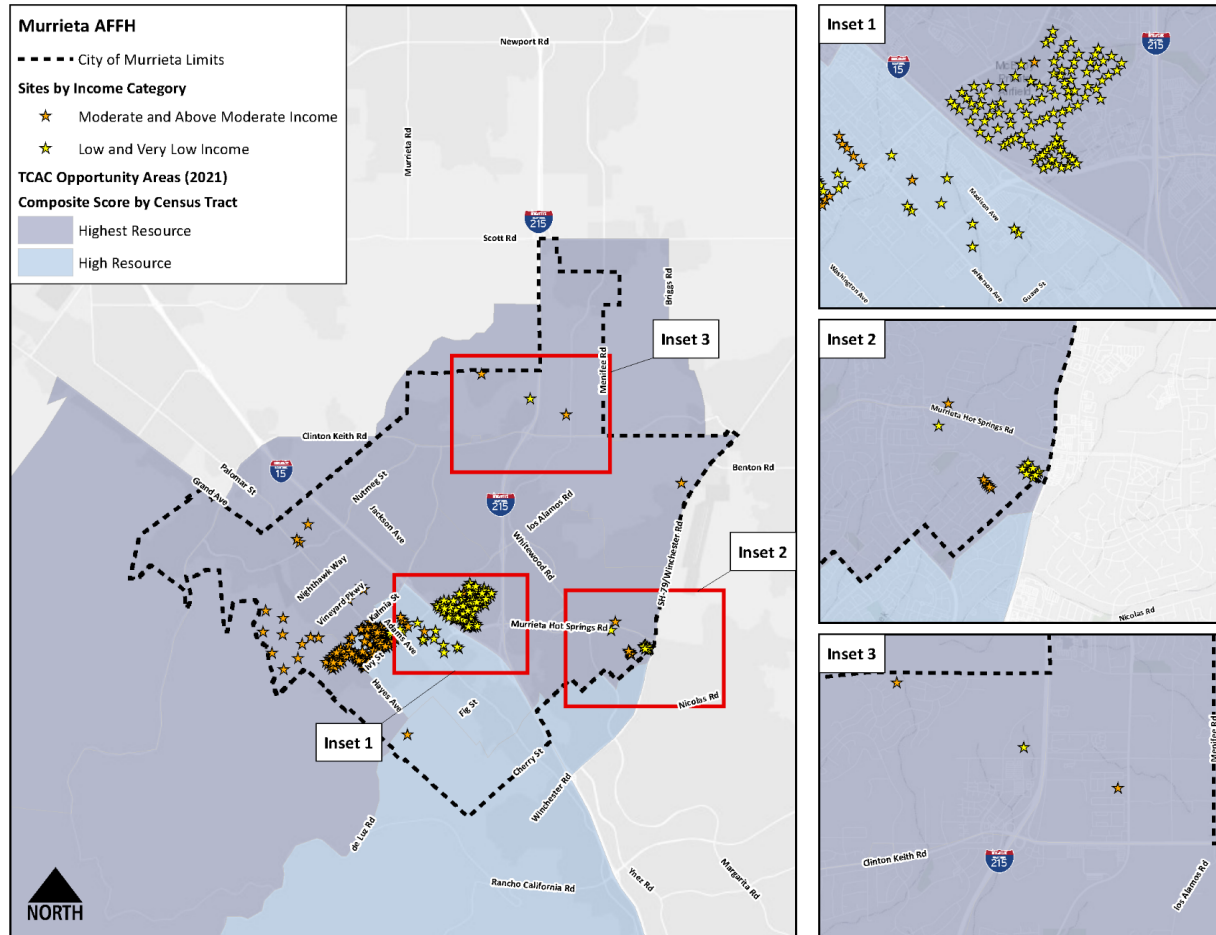 Murrieta AFFH
City of Murrieta Limits
Sites by Income Category
Moderate and Above Moderate Income
Low and Very Low Income
TCAC Opportunity Areas (2021)
Composite Score by Census Tract
Highest Resource
High Resource
Newport Rd
Murrieta Rd
215
Scott Rd
Briggs Rd
Inset 3
Menifee Rd
Clinton Keith Rd
Palomar St
Grand Ave
15
Nutmeg St
Jackson Ave
215
los Alamos Rd
Whitewood Rd
Benton Rd
SH-79/Winchester Rd
Inset 2
Nighthawk Way
Vineyard Pkwy
Kalmia St
Adams Ave
Ivy St
Hayes Ave
Murrieta Hot Springs Rd
Fig St
Nicolas Rd
Inset 1
Cherry St
Winchester Rd
de Luz Rd
Rancho California Rd
Ynez Rd
Margarita Rd
NORTH
Inset 1
15
215
Madison Ave
Washington Ave
Jefferson Ave
Guava St
Inset 2
Murrieta Hot Springs Rd
Nicolas Rd
Inset 3
Menifee Rd
Clinton Keith Rd
215
los Alamos Rd